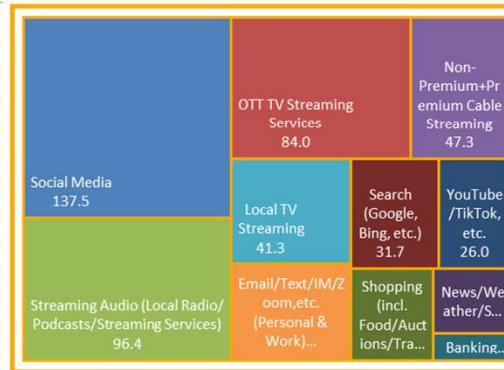 Social Media
137.5
Streaming Audio (Local Radio/
Podcasts/Streaming Services)
96.4
OTT TV Streaming
Services
84.0
Non-
Premium+Pr
emium Cable
Streaming
47.3
Local TV
Streaming
41.3
Search
(Google,
Bing, etc.)
31.7
YouTube
/TikTok,
etc.
26.0
Email/Text/IM/Z
oom,etc.
(Personal &
Work)...
Shopping
(incl.
Food/Aucti
ons/Tra...
News/We
ather/S...
Banking...